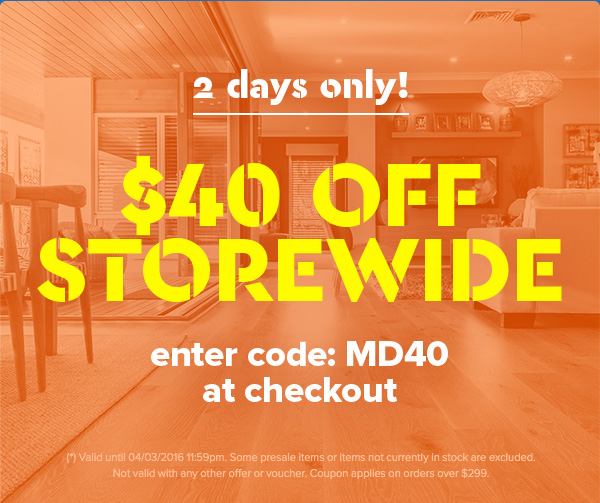 2 days only!
$40 OFF
STOREWIDE
enter code: MD40
at checkout
(*) Valid until 04/03/2016 11:59pm. Some presale items or items not currently in stock are excluded.
Not valid with any other offer or voucher. Coupon applies on orders over $299.